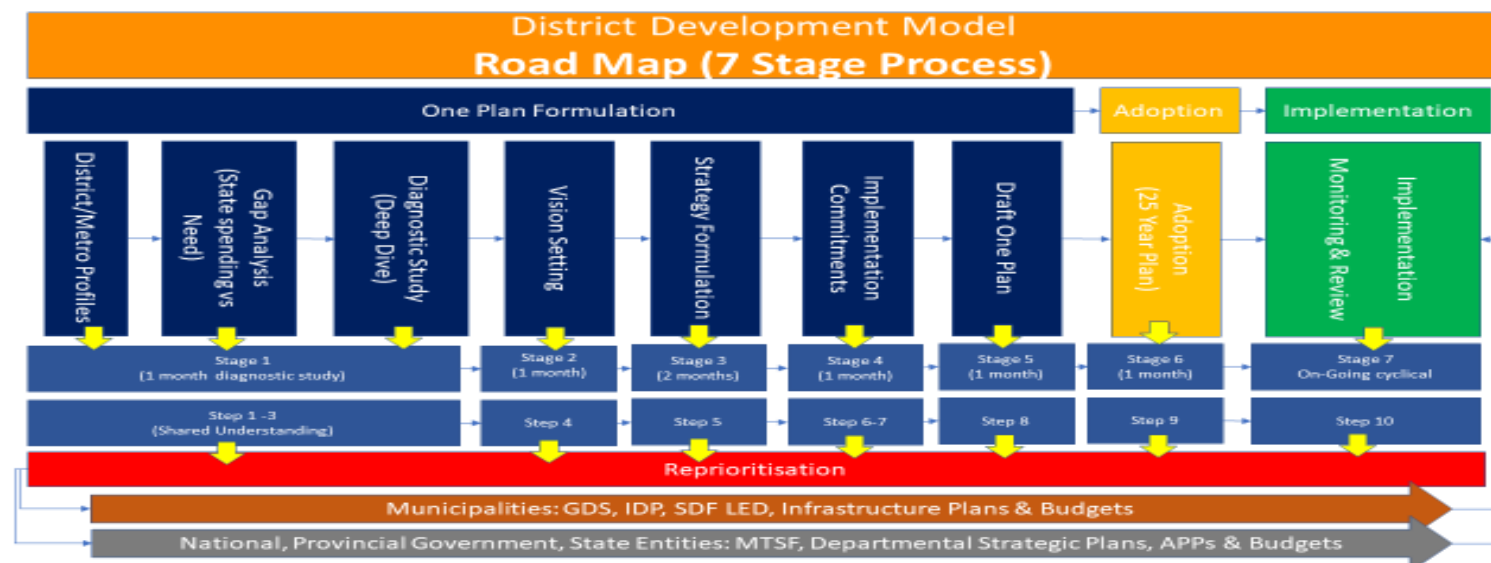 District Development Model
Road Map (7 Stage Process)
One Plan Formulation
Adoption
Implementation
District/Metro Profiles
Gap Analysis
(State spending vs
Need)
Diagnostic Study
(Deep Dive)
Vision Setting
Strategy Formulation
Implementation
Commitments
Draft One Plan
Adoption
(25 Year Plan)
Implementation
Monitoring & Review
Stage 1
(1 month diagnostic study)
Stage 2
(1 month)
Stage 3
(2 months)
Stage 4
(1 month)
Stage 5
(1 month)
Stage 6
(1 month)
Stage 7
On-Going cyclical
Step 1 -3
(Shared Understanding)
Step 4
Step 5
Step 6-7
Step 8
Step 9
Step 10
Reprioritisation
Municipalities: GDS, IDP, SDF LED, Infrastructure Plans & Budgets
National, Provincial Government, State Entities: MTSF, Departmental Strategic Plans, APPs & Budgets